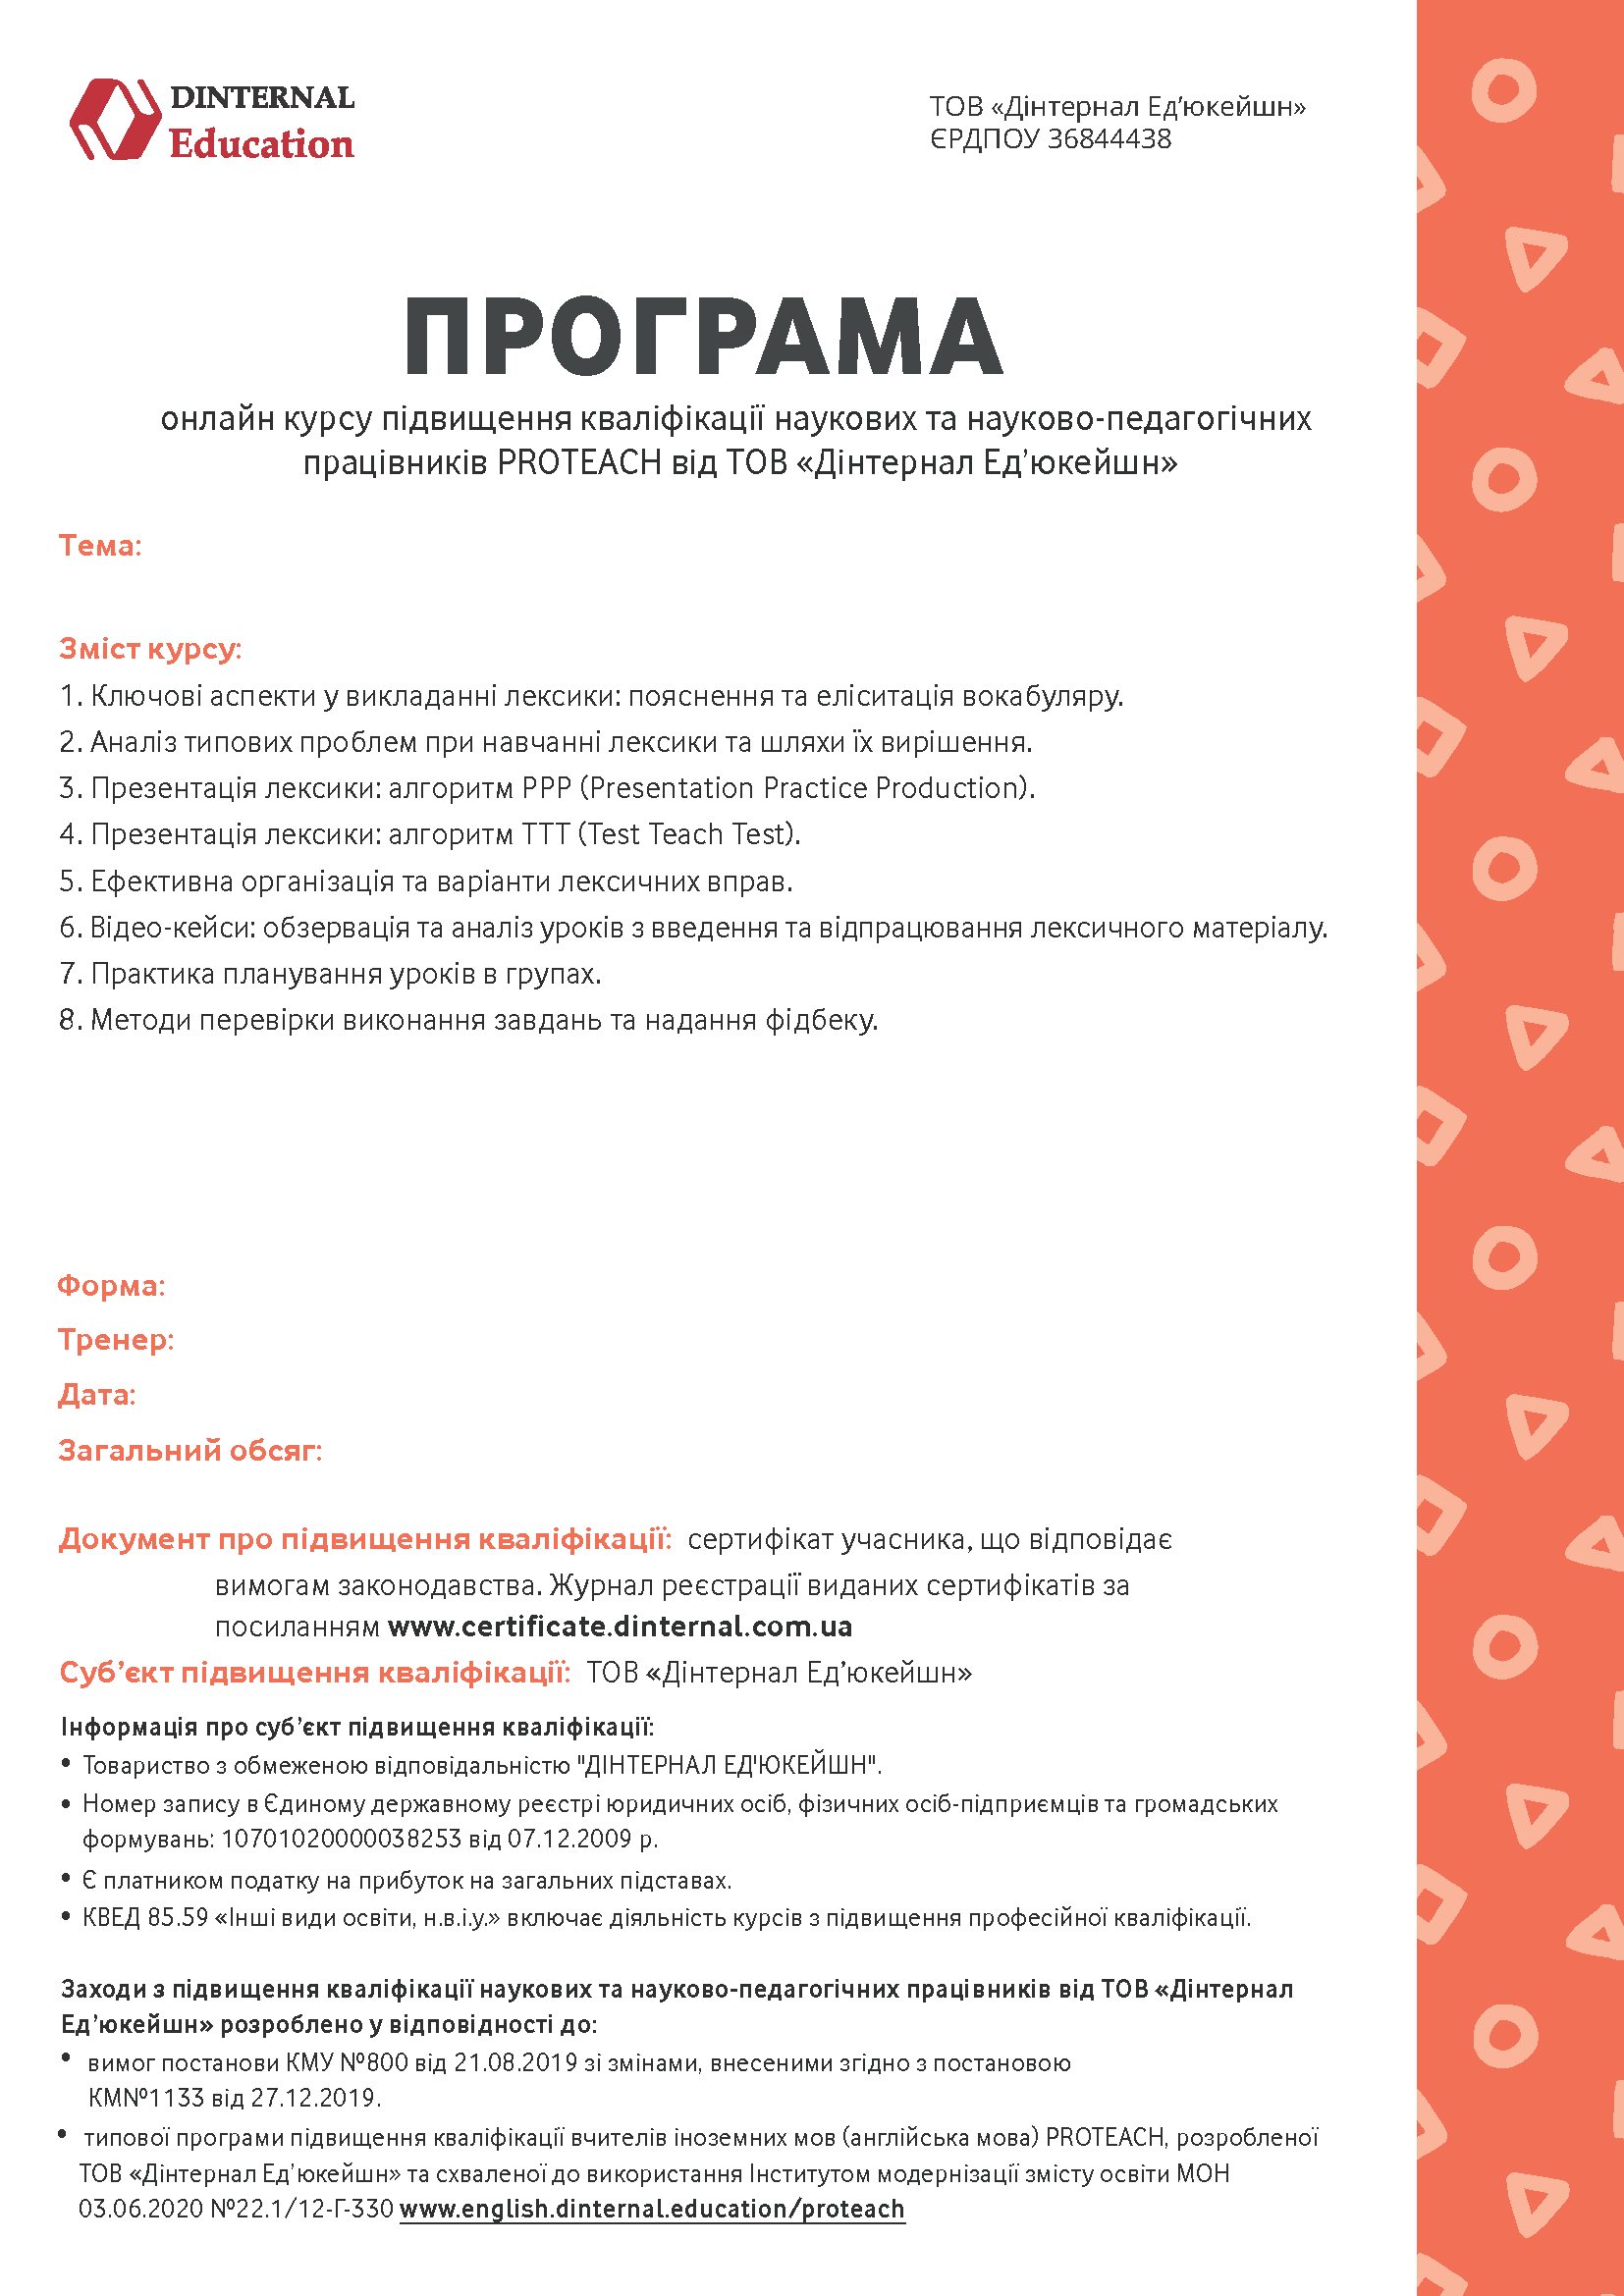 DINTERNAL
Education
ТОВ «Дінтернал Ед’юкейшн»
ЄРДПОУ 36844438
ПРОГРАМА
онлайн курсу підвищення кваліфікації наукових та науково-педагогічних
працівників PROTEACH від ТОВ «Дінтернал Ед’юкейшн»
Тема:
Зміст курсу:
1. Ключові аспекти у викладанні лексики: пояснення та еліситація вокабуляру.
2. Аналіз типових проблем при навчанні лексики та шляхи їх вирішення.
3. Презентація лексики: алгоритм PPP (Presentation Practice Production).
4. Презентація лексики: алгоритм TTT (Test Teach Test).
5. Ефективна організація та варіанти лексичних вправ.
6. Відео-кейси: обзервація та аналіз уроків з введення та відпрацювання лексичного матеріалу.
7. Практика планування уроків в групах.
8. Методи перевірки виконання завдань та надання фідбеку.
Форма:
Тренер:
Дата:
Загальний обсяг:
Документ про підвищення кваліфікації: сертифікат учасника, що відповідає
вимогам законодавства. Журнал реєстрації виданих сертифікатів за
посиланням www.certificate.dinternal.com.ua
Суб’єкт підвищення кваліфікації: ТОВ «Дінтернал Ед’юкейшн»
Інформація про суб’єкт підвищення кваліфікації:
• Товариство з обмеженою відповідальністю "ДІНТЕРНАЛ ЕД'ЮКЕЙШН".
• Номер запису в Єдиному державному реєстрі юридичних осіб, фізичних осіб-підприємців та громадських
формувань: 10701020000038253 від 07.12.2009 р.
• Є платником податку на прибуток на загальних підставах.
• КВЕД 85.59 «Інші види освіти, н.в.і.у.» включає діяльність курсів з підвищення професійної кваліфікації.
Заходи з підвищення кваліфікації наукових та науково-педагогічних працівників від ТОВ «Дінтернал
Ед’юкейшн» розроблено у відповідності до:
• вимог постанови КМУ №800 від 21.08.2019 зі змінами, внесеними згідно з постановою
КМ№1133 від 27.12.2019.
• типової програми підвищення кваліфікації вчителів іноземних мов (англійська мова) PROTEACH, розробленої
ТОВ «Дінтернал Ед’юкейшн» та схваленої до використання Інститутом модернізації змісту освіти МОН
03.06.2020 №22.1/12-Г-330 www.english.dinternal.education/proteach